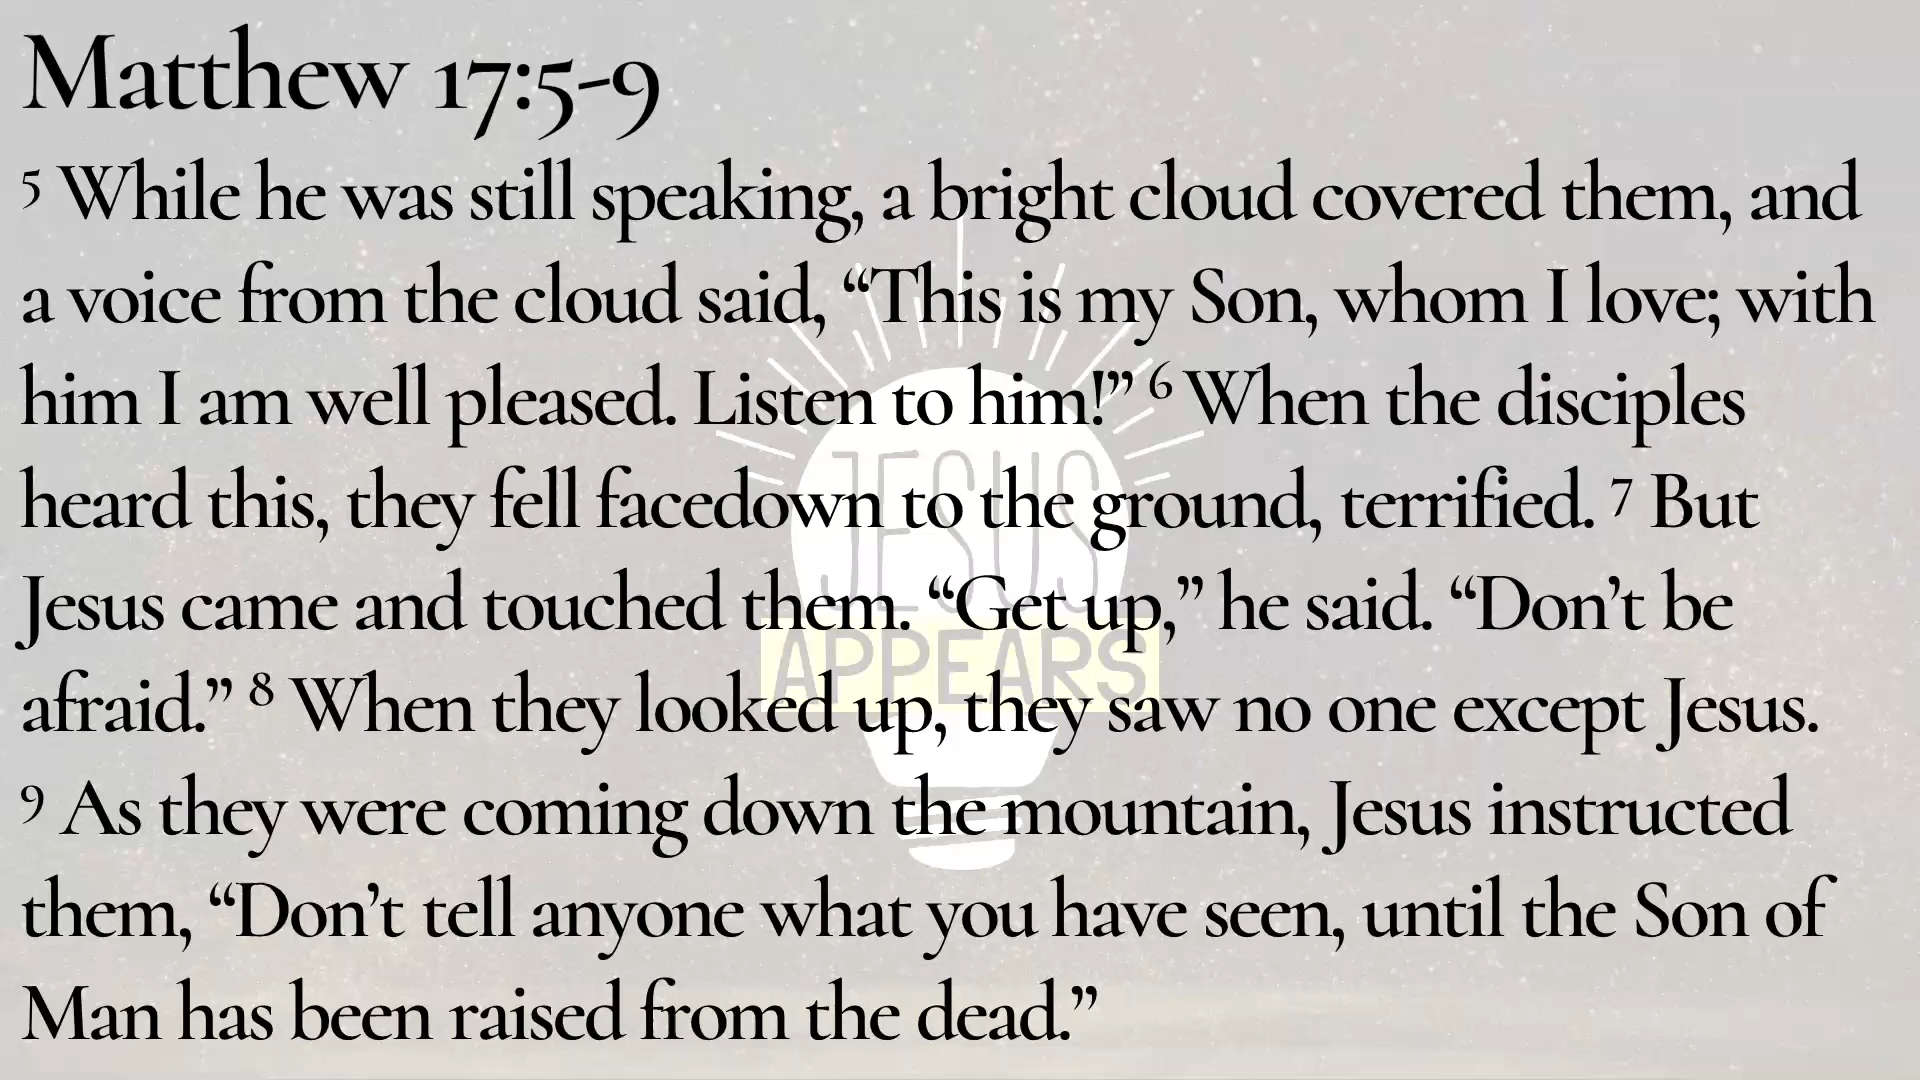 Matthew 17:5-9
5 While he was still speaking, a bright cloud covered them, and
a voice from the cloud said, “This is my Son, whom I love; with
him I am well pleased. Listen to him!” 6 When the disciples
heard this, they fell facedown to the ground, terrified. 7 But
Jesus came and touched them. “Get up,” he said. “Don’t be
afraid.” 8 When they looked up, they saw no one except Jesus.
9 As they were coming down the mountain, Jesus instructed
them, “Don’t tell anyone what you have seen, until the Son of
Man has been raised from the dead.”
JESUS
APPEARS